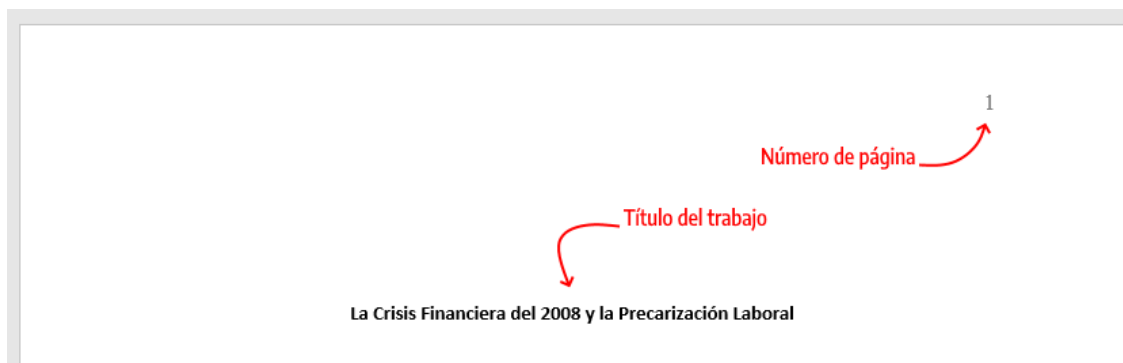 1
Número de página
Título del trabajo
La Crisis Financiera del 2008 y la Precarización Laboral